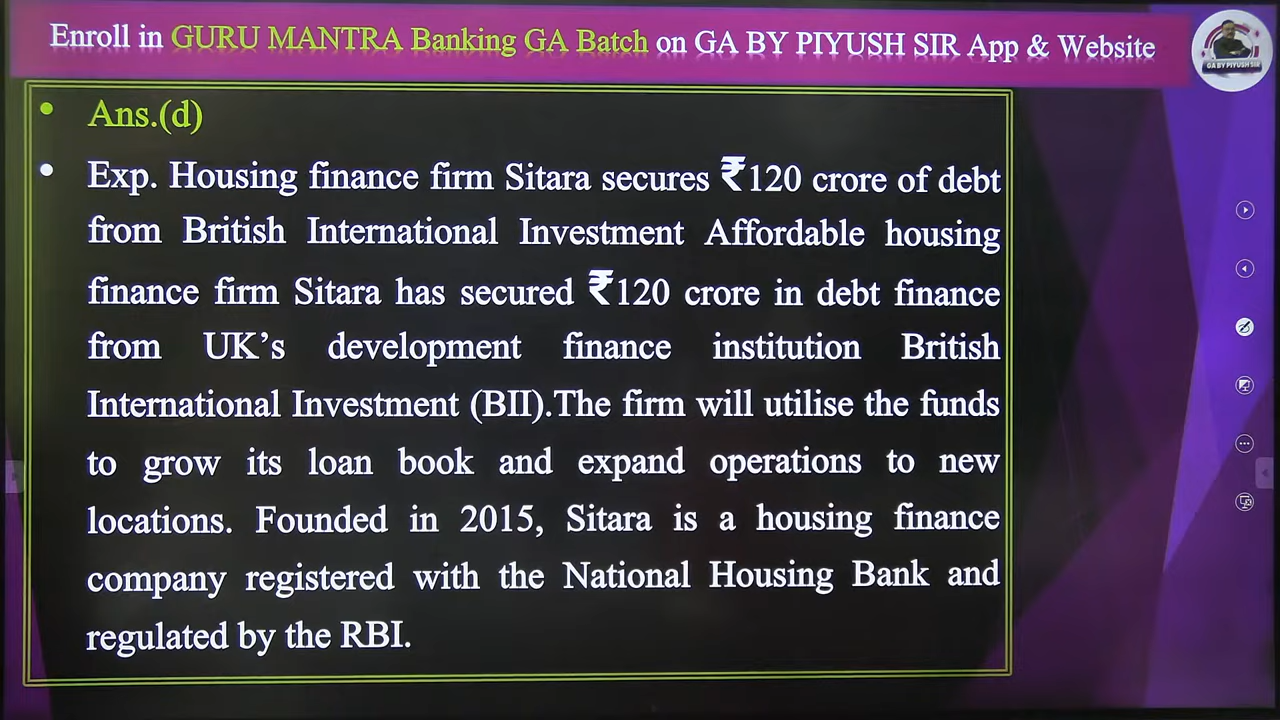 Enroll in GURU MANTRA Banking GA Batch on GA BY PIYUSH SIR App & Website
GA BY PIYUSH SIR
• Ans.(d)
• Exp. Housing finance firm Sitara secures ₹120 crore of debt
from British International Investment Affordable housing
finance firm Sitara has secured ₹120 crore in debt finance
from UK’s development finance institution British
International Investment (BII).The firm will utilise the funds
to grow its loan book and expand operations to new
locations. Founded in 2015, Sitara is a housing finance
company registered with the National Housing Bank and
regulated by the RBI.